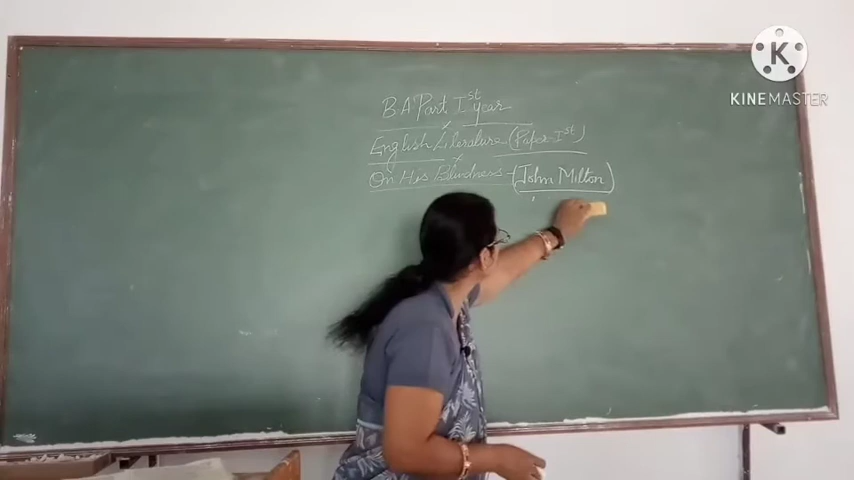 B.A Part Ist year
English Literature (Paper-Ist)
On His Blindness - (John Milton)
K
KINEMASTER